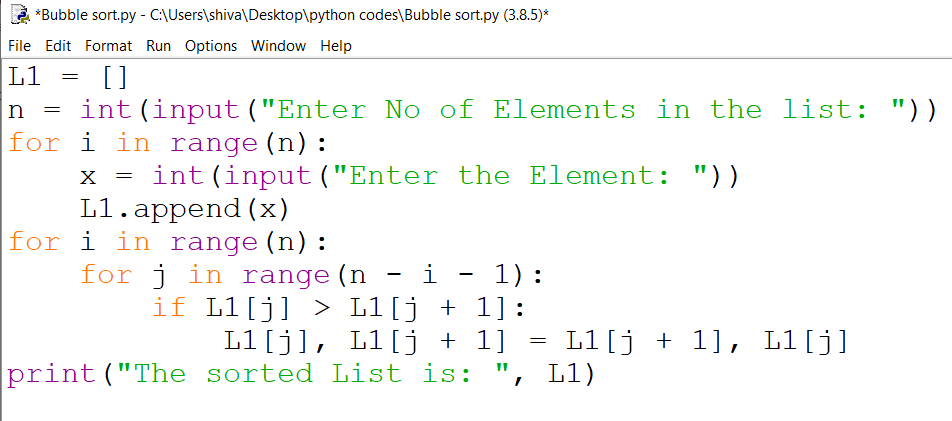 *Bubble sort.py - C:\Users\shiva\Desktop\python codes\Bubble sort.py (3.8.5)*
File Edit Format Run Options Window Help
L1 = []
n = int(input("Enter No of Elements in the list: "))
for i in range(n):
    x = int(input("Enter the Element: "))
    L1.append(x)
for i in range(n):
    for j in range(n - i - 1):
        if L1[j] > L1[j + 1]:
            L1[j], L1[j + 1] = L1[j + 1], L1[j]
print("The sorted List is: ", L1)